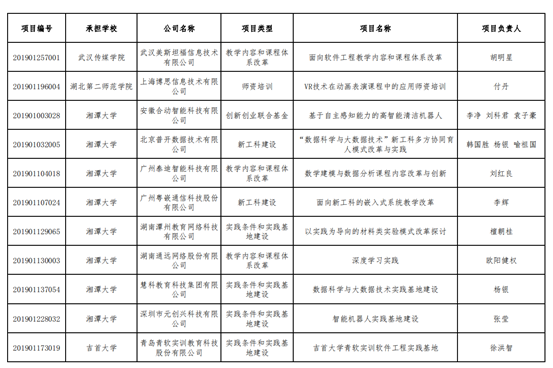 项目编号 承担学校 公司名称 项目类型 项目名称 项目负责人
201901257001 武汉传媒学院 武汉美斯坦福信息技术有限公司 教学内容和课程体系改革 面向软件工程教学内容和课程体系改革 胡明星
201901196004 湖北第二师范学院 上海博思信息技术有限公司 师资培训 VR技术在动画表演课程中的应用师资培训 付丹
201901003028 湘潭大学 安徽合动智能科技有限公司 创新创业联合基金 基于自主感知能力的高智能清洁机器人 李净 刘科君 袁子豪
201901032005 湘潭大学 北京普开数据技术有限公司 新工科建设 “数据科学与大数据技术”新工科多方协同育人模式改革与实践 韩国胜 杨银 喻祖国
201901104018 湘潭大学 广州泰迪智能科技有限公司 教学内容和课程体系改革 数学建模与数据分析课程内容改革与创新 刘红良
201901107024 湘潭大学 广州粤嵌通信科技股份有限公司 新工科建设 面向新工科的嵌入式系统教学改革 李辉
201901129065 湘潭大学 湖南潭州教育网络科技有限公司 实践条件和实践基地建设 以实践为导向的材料类实验模式改革探讨 檀朝桂
201901130003 湘潭大学 湖南通远网络股份有限公司 教学内容和课程体系改革 深度学习实践 欧阳健权
201901137054 湘潭大学 慧科教育科技集团有限公司 实践条件和实践基地建设 数据科学与大数据技术实践基地建设 杨银
201901228032 湘潭大学 深圳市元创兴科技有限公司 实践条件和实践基地建设 智能机器人实践基地建设 张莹
201901173019 吉首大学 青岛青软实训教育科技股份有限公司 实践条件和实践基地建设 吉首大学青软实训软件工程实践基地 徐洪智